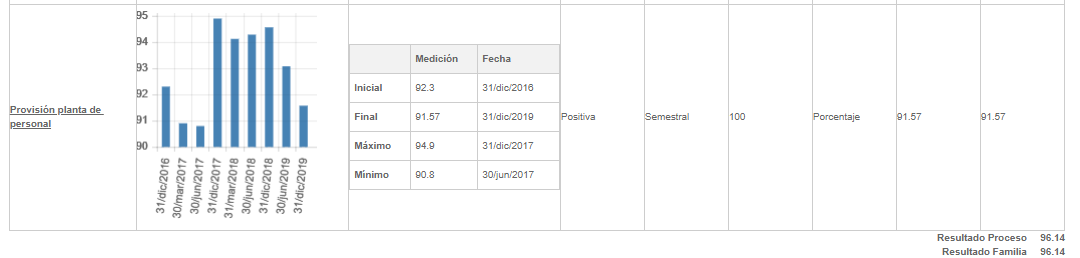 Provisión planta de
personal
95
94
93
92
91
90
31/dic/2016
30/mar/2017
30/jun/2017
31/dic/2017
31/mar/2018
30/jun/2018
31/dic/2018
30/jun/2019
31/dic/2019
Medición Fecha
Inicial 92.3 31/dic/2016
Final 91.57 31/dic/2019
Máximo 94.9 31/dic/2017
Mínimo 90.8 30/jun/2017
Positiva Semestral 100 Porcentaje 91.57 91.57
Resultado Proceso 96.14
Resultado Familia 96.14